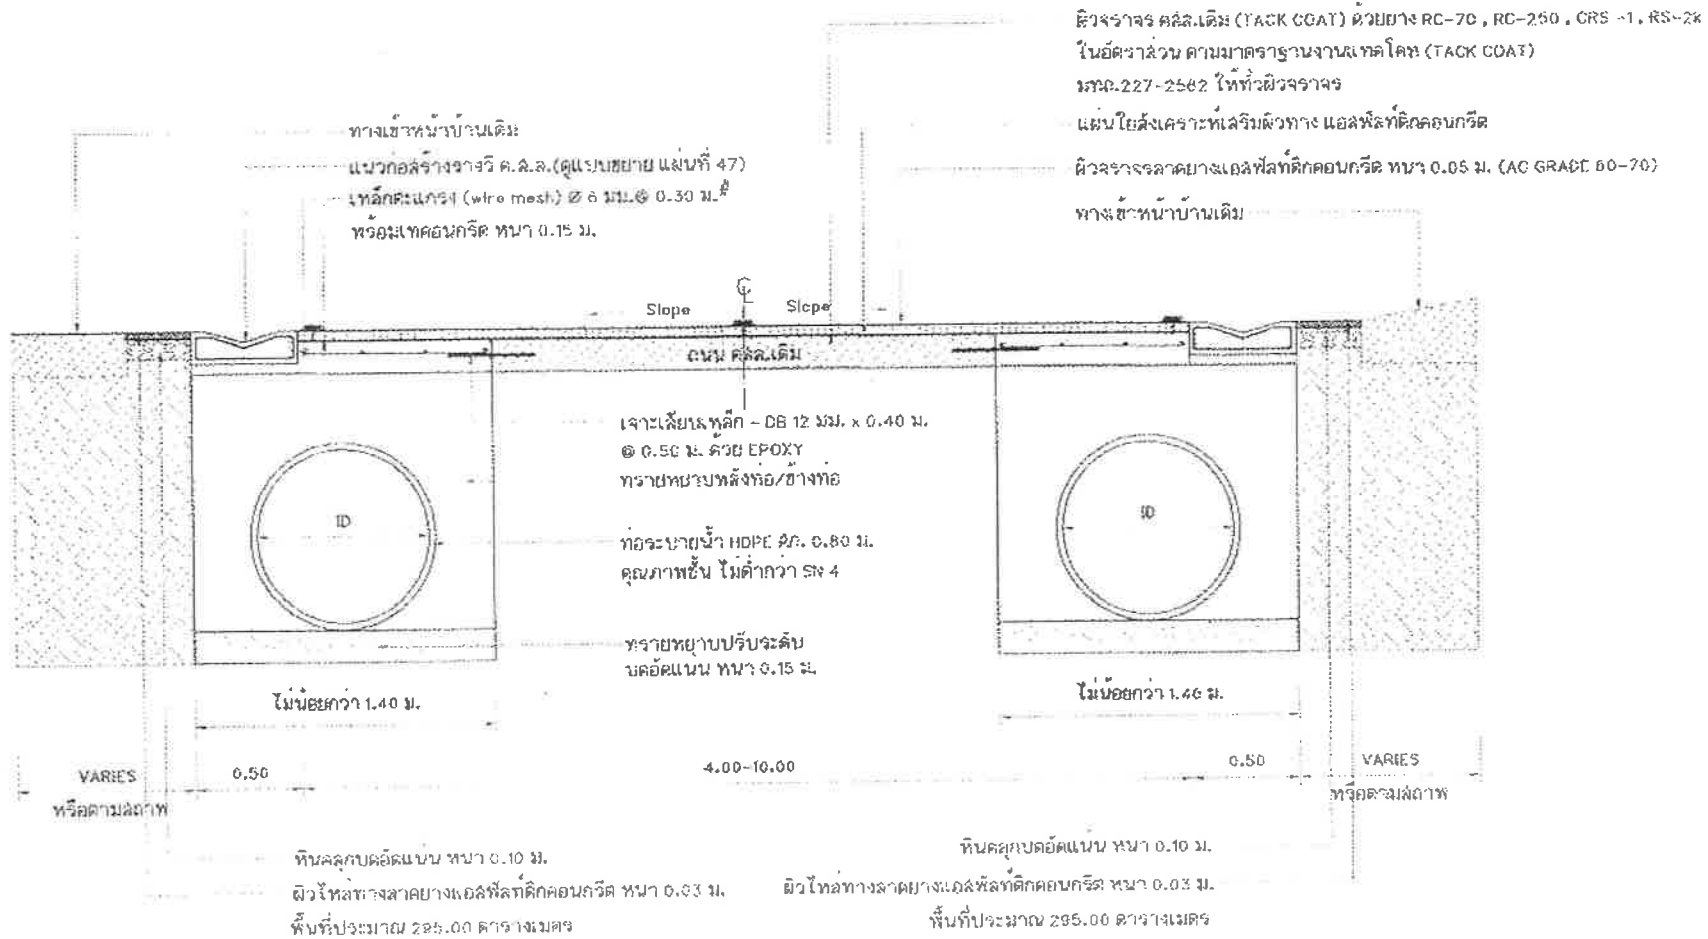 ผิวจราจร คสล.เดิม (TACK COAT) ด้วยยาง RC-70 , RC-250 , CRS -1 , RS-2K
ในอัตราส่วน ตามมาตราฐานงานแทคโคท (TACK COAT)
มทถ.227-2562 ให้ทั่วผิวจราจร
แผ่นใยสังเคราะห์เสริมผิวทาง แอสฟัลท์ติกคอนกรีต
ผิวจราจรลาดยางแอสฟัลท์ติกคอนกรีต หนา 0.05 ม. (AC GRADE 60-70)
ทางเข้าหน้าบ้านเดิม
ทางเข้าหน้าบ้านเดิม
แนวก่อสร้างรางวี ค.ส.ล.(ดูแบบขยาย แผ่นที่ 47)
เหล็กตะแกรง (wire mesh) Ø 6 มม.@ 0.30 ม.#
พร้อมเทคอนกรีต หนา 0.15 ม.
CL
Slope
Slope
ถนน คสล.เดิม
เจาะเสียบเหล็ก - DB 12 มม. x 0.40 ม.
@ 0.50 ม. ด้วย EPOXY
ทรายหยาบหลังท่อ/ข้างท่อ
ID
ID
ท่อระบายน้ำ HDPE ศก. 0.80 ม.
คุณภาพชั้น ไม่ต่ำกว่า SN 4
ทรายหยาบปรับระดับ
บดอัดแน่น หนา 0.15 ม.
ไม่น้อยกว่า 1.40 ม.
ไม่น้อยกว่า 1.40 ม.
VARIES
0.50
4.00-10.00
0.50
VARIES
หรือตามสภาพ
หรือตามสภาพ
หินคลุกบดอัดแน่น หนา 0.10 ม.
ผิวไหล่ทางลาดยางแอสฟัลท์ติกคอนกรีต หนา 0.03 ม.
พื้นที่ประมาณ 295.00 ตารางเมตร
หินคลุกบดอัดแน่น หนา 0.10 ม.
ผิวไหล่ทางลาดยางแอสฟัลท์ติกคอนกรีต หนา 0.03 ม.
พื้นที่ประมาณ 295.00 ตารางเมตร